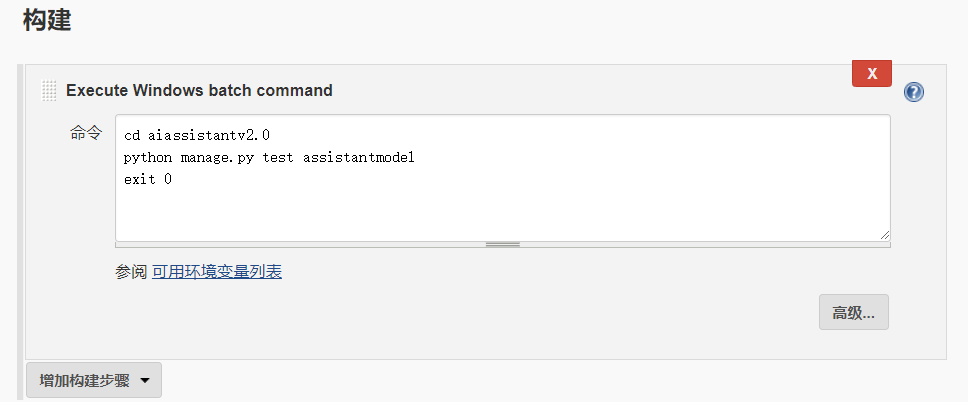 构建
Execute Windows batch command
X
命令
cd aiassistantv2.0
python manage.py test assistantmodel
exit 0
参阅 可用环境变量列表
高级...
增加构建步骤